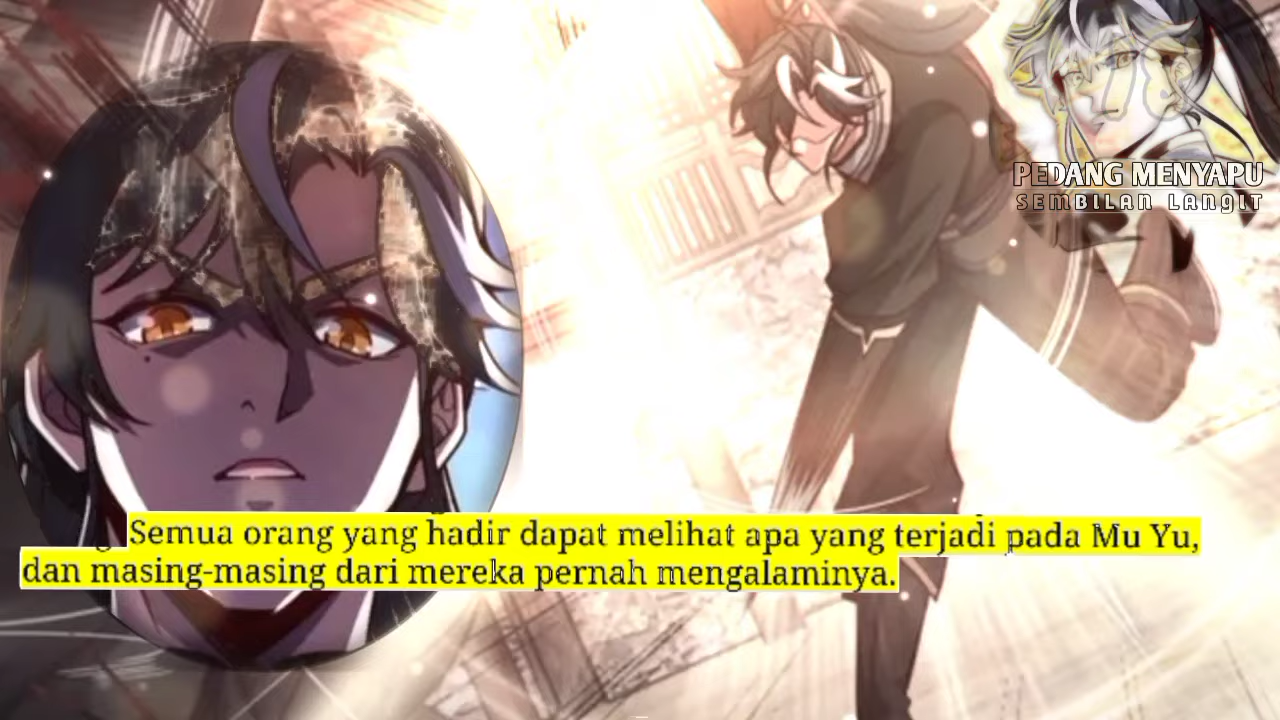 PEDANG MENYAPU
SEMBILAN LANGIT
Semua orang yang hadir dapat melihat apa yang terjadi pada Mu Yu,
dan masing-masing dari mereka pernah mengalaminya.